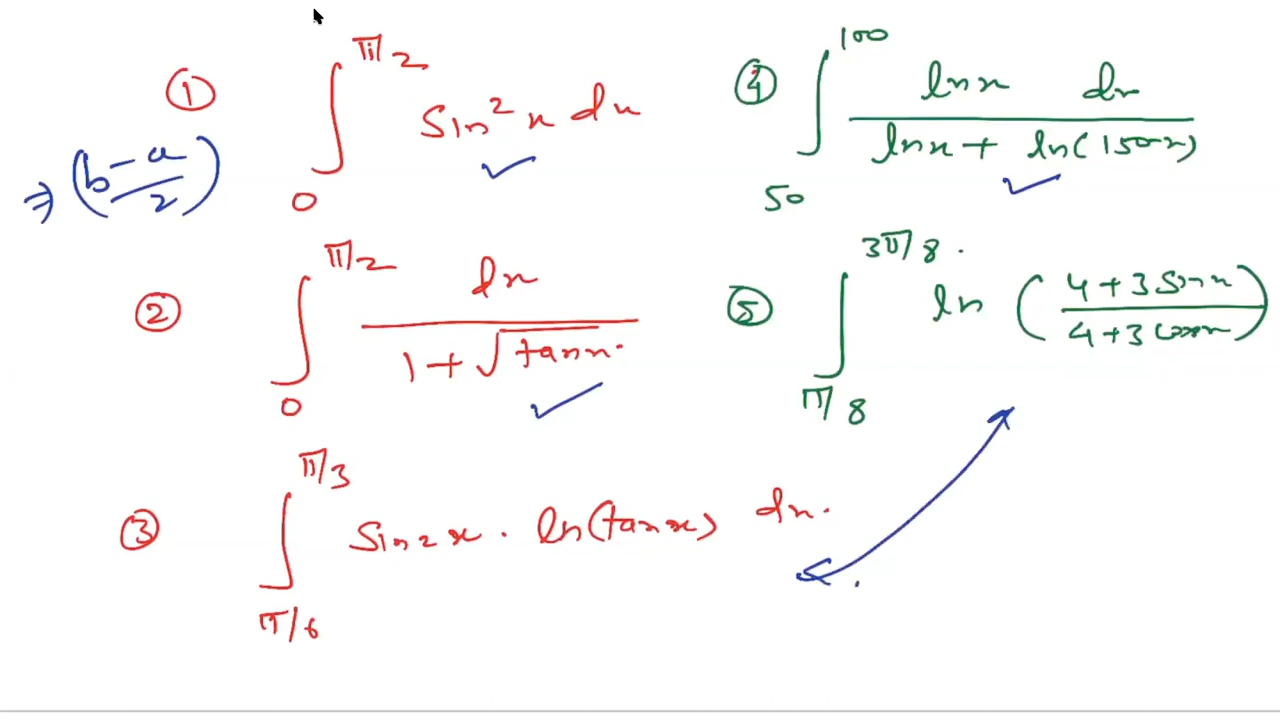 ① ∫₀^{π/2} sin²x dx
⇒ (b-a/2)
② ∫₀^{π/2} dx / 1+√tanx.
③ ∫_{π/6}^{π/3} sin2x . ln(tanx) dx.
④ ∫₅₀^{100} lnx dx / lnx + ln(150-x)
⑤ ∫_{π/8}^{3π/8} ln (4+3sinx / 4+3cosx)